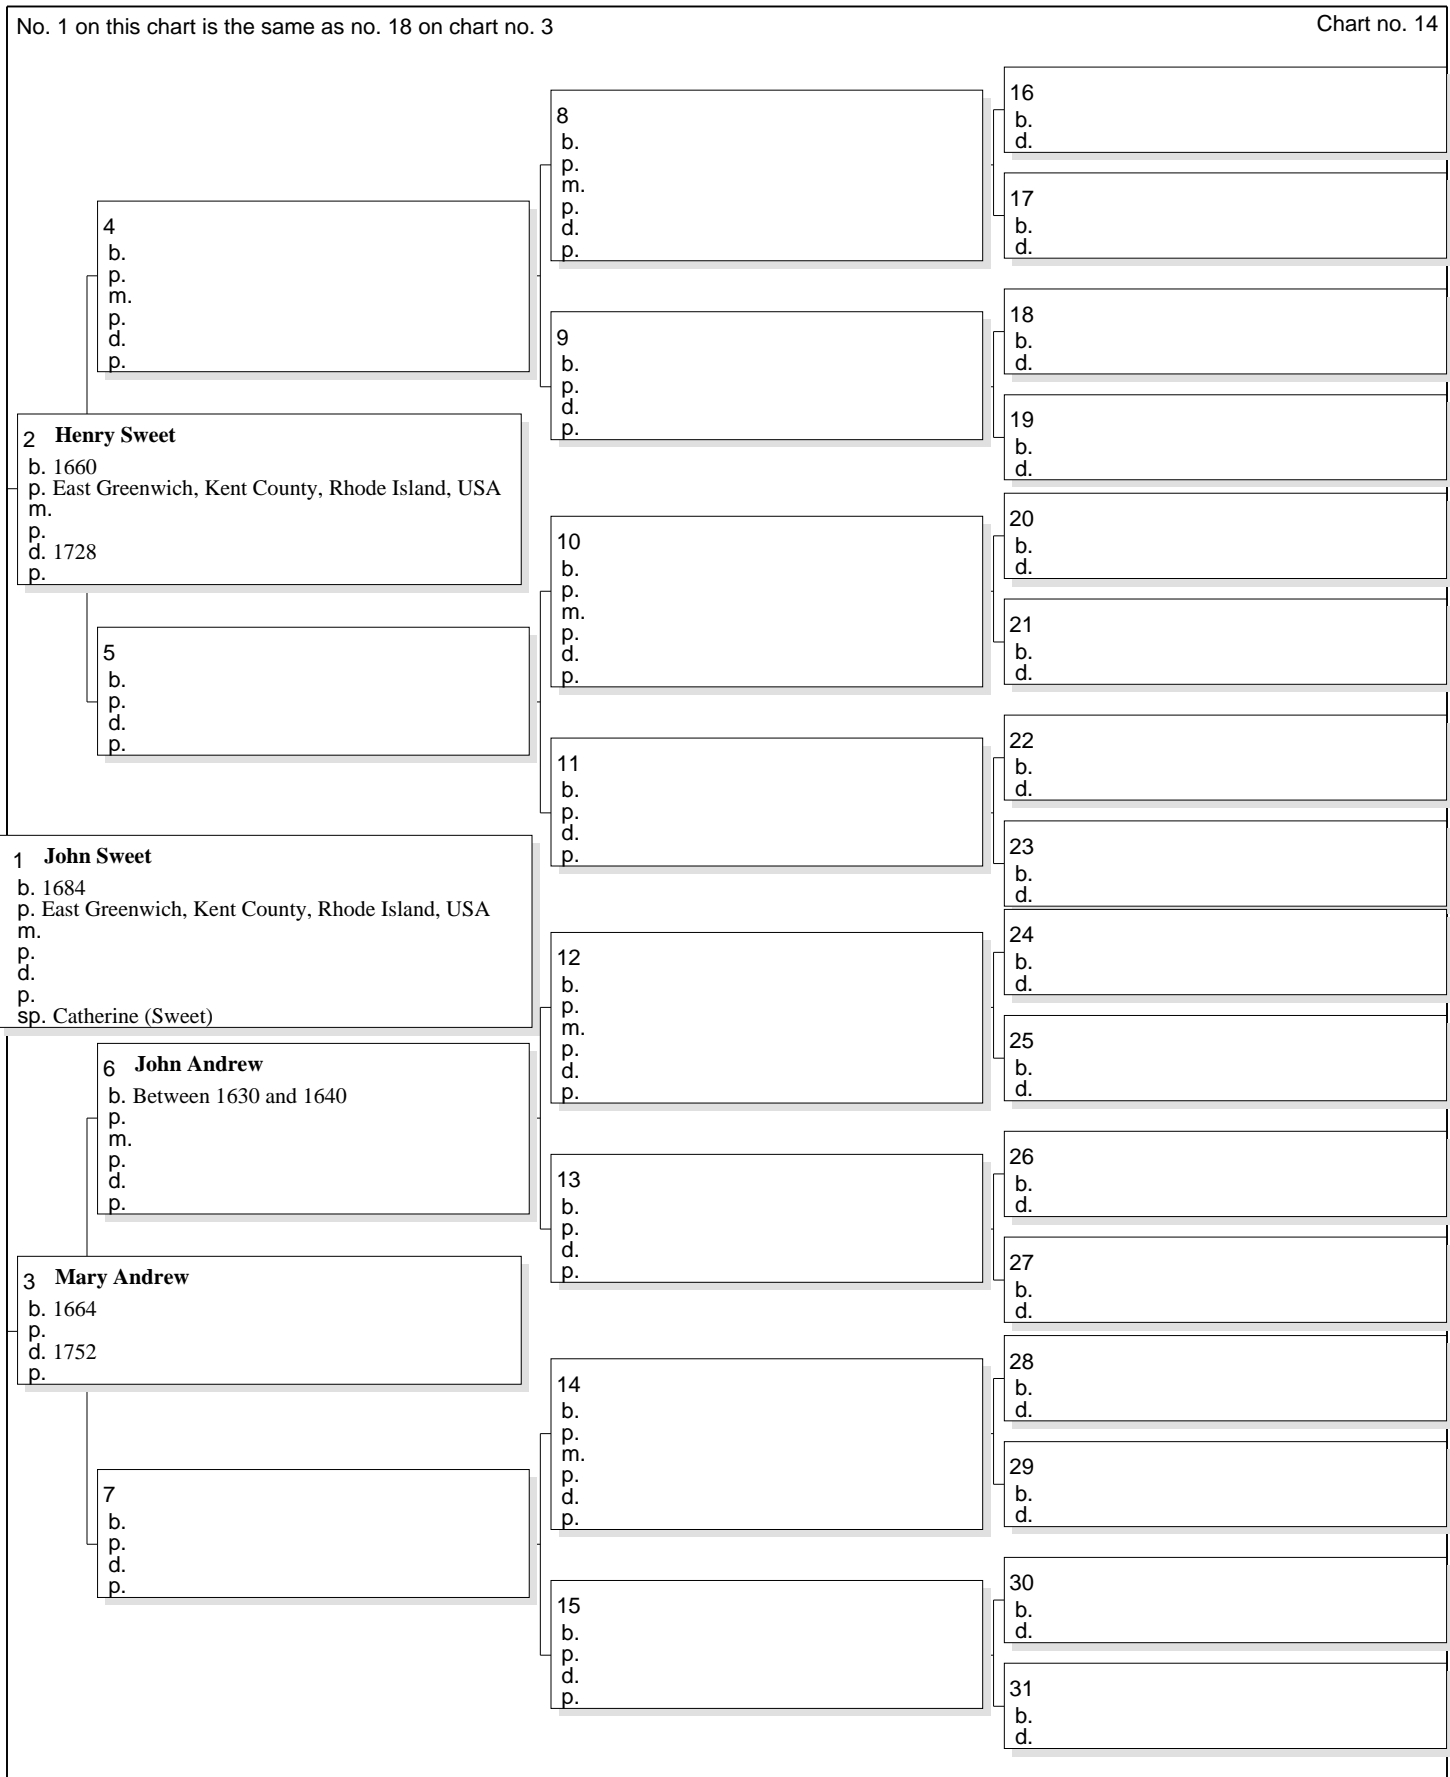 No. 1 on this chart is the same as no. 18 on chart no. 3
Chart no. 14
16
b.
d.
8
b.
p.
m.
p.
d.
p.
17
b.
d.
4
b.
p.
m.
p.
d.
p.
18
b.
d.
9
b.
p.
d.
p.
19
b.
d.
2 Henry Sweet
b. 1660
p. East Greenwich, Kent County, Rhode Island, USA
m.
p.
d. 1728
p.
20
b.
d.
10
b.
p.
m.
p.
d.
p.
21
b.
d.
5
b.
p.
d.
p.
22
b.
d.
11
b.
p.
d.
p.
23
b.
d.
1 John Sweet
b. 1684
p. East Greenwich, Kent County, Rhode Island, USA
m.
p.
d.
p.
sp. Catherine (Sweet)
24
b.
d.
12
b.
p.
m.
p.
d.
p.
25
b.
d.
6 John Andrew
b. Between 1630 and 1640
p.
m.
p.
d.
p.
26
b.
d.
13
b.
p.
d.
p.
27
b.
d.
3 Mary Andrew
b. 1664
p.
d. 1752
p.
28
b.
d.
14
b.
p.
m.
p.
d.
p.
29
b.
d.
7
b.
p.
d.
p.
30
b.
d.
15
b.
p.
d.
p.
31
b.
d.